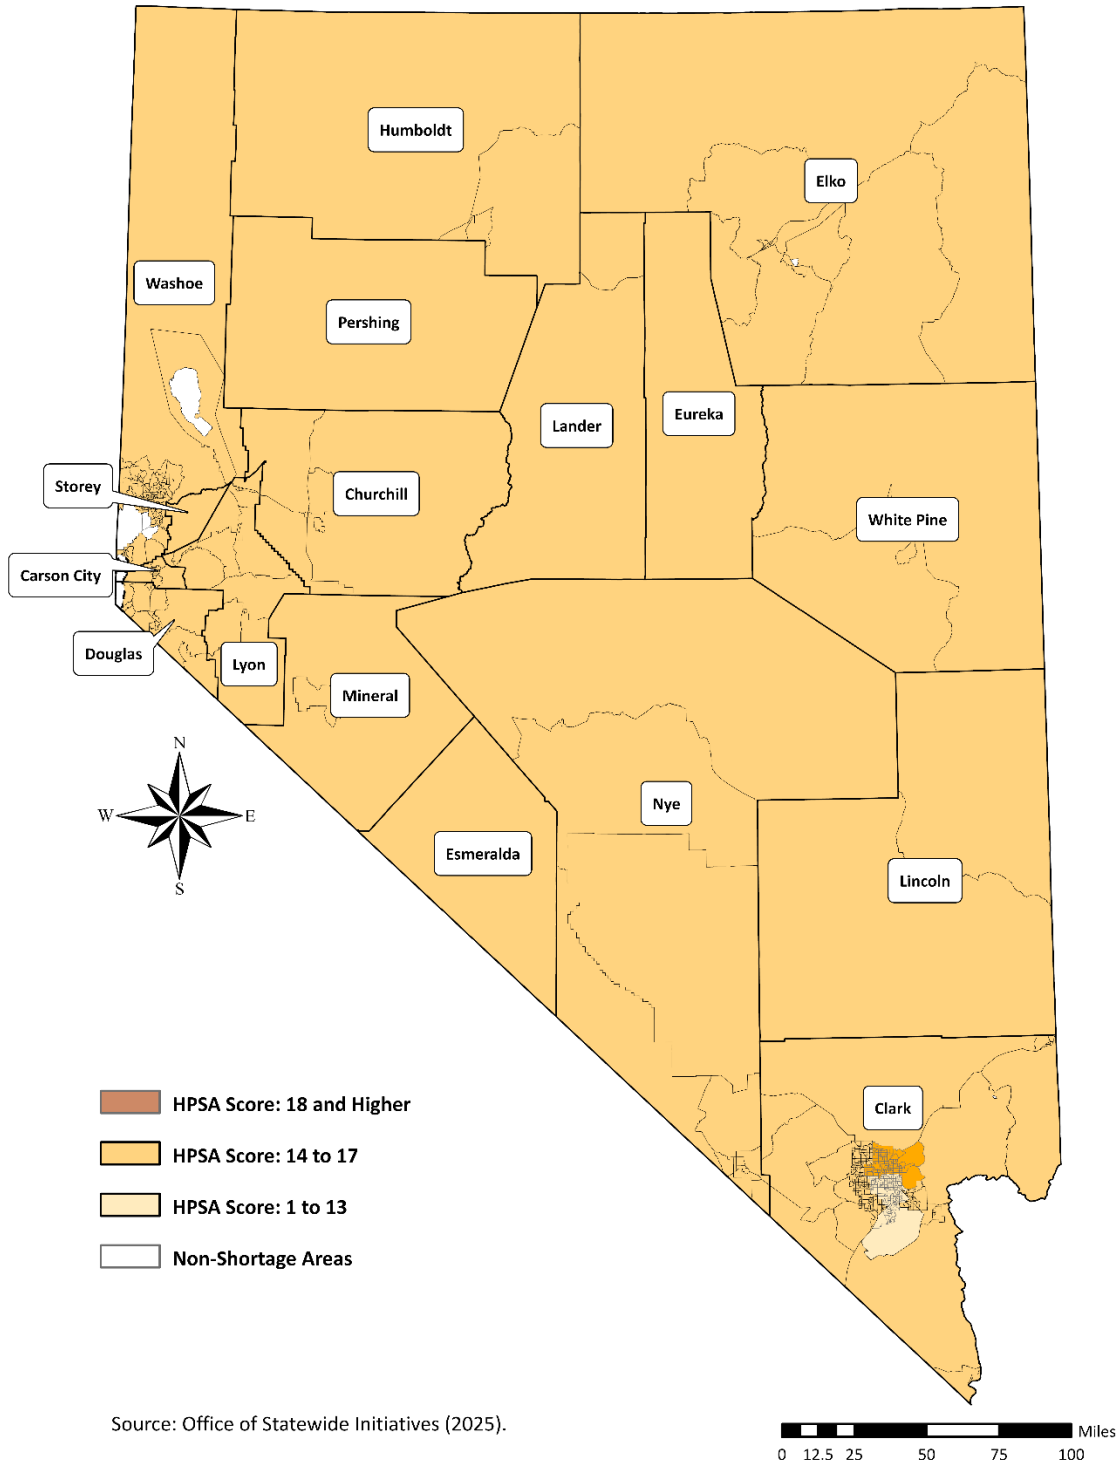 Humboldt
Elko
Washoe
Pershing
Eureka
Lander
Storey
Churchill
White Pine
Carson City
Douglas
Lyon
Mineral
N
W E
S
Nye
Esmeralda
Lincoln
HPSA Score: 18 and Higher
Clark
HPSA Score: 14 to 17
HPSA Score: 1 to 13
Non-Shortage Areas
Source: Office of Statewide Initiatives (2025).
Miles
0 12.5 25 50 75 100